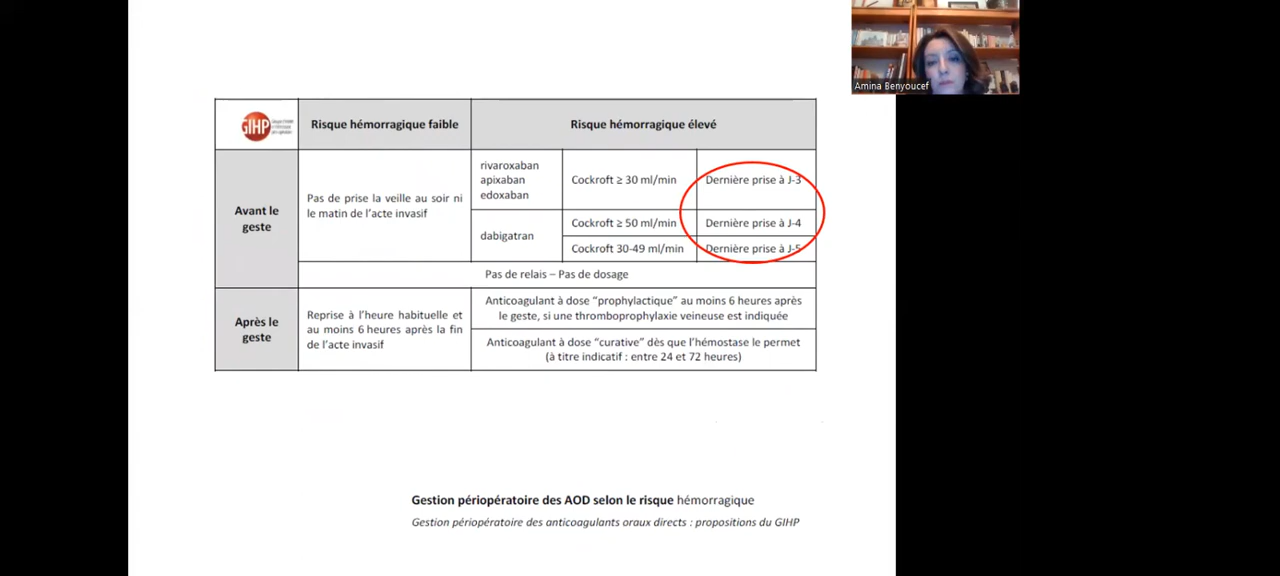 Amina Benyoucef
GIHP
Risque hémorragique faible
Risque hémorragique élevé
Avant le
geste
Pas de prise la veille au soir ni
le matin de l’acte invasif
rivaroxaban
apixaban
edoxaban
Cockroft ≥ 30 ml/min
Dernière prise à J-3
dabigatran
Cockroft ≥ 50 ml/min
Dernière prise à J-4
Cockroft 30-49 ml/min
Dernière prise à J-5
Pas de relais – Pas de dosage
Après le
geste
Reprise à l’heure habituelle et
au moins 6 heures après la fin
de l’acte invasif
Anticoagulant à dose “prophylactique” au moins 6 heures après
le geste, si une thromboprophylaxie veineuse est indiquée
Anticoagulant à dose “curative” dès que l’hémostase le permet
(à titre indicatif : entre 24 et 72 heures)
Gestion périopératoire des AOD selon le risque hémorragique
Gestion périopératoire des anticoagulants oraux directs : propositions du GIHP